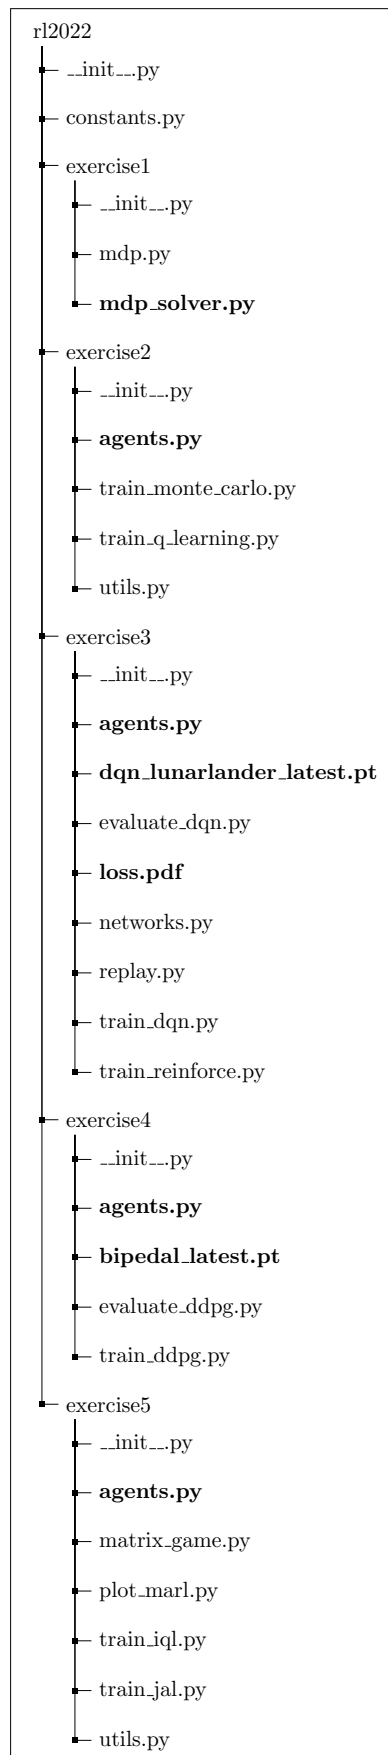 rl2022
__init__.py
constants.py
exercise1
__init__.py
mdp.py
mdp_solver.py
exercise2
__init__.py
agents.py
train_monte_carlo.py
train_q_learning.py
utils.py
exercise3
__init__.py
agents.py
dqn_lunarlander_latest.pt
evaluate_dqn.py
loss.pdf
networks.py
replay.py
train_dqn.py
train_reinforce.py
exercise4
__init__.py
agents.py
bipedal_latest.pt
evaluate_ddpg.py
train_ddpg.py
exercise5
__init__.py
agents.py
matrix_game.py
plot_marl.py
train_iql.py
train_jal.py
utils.py